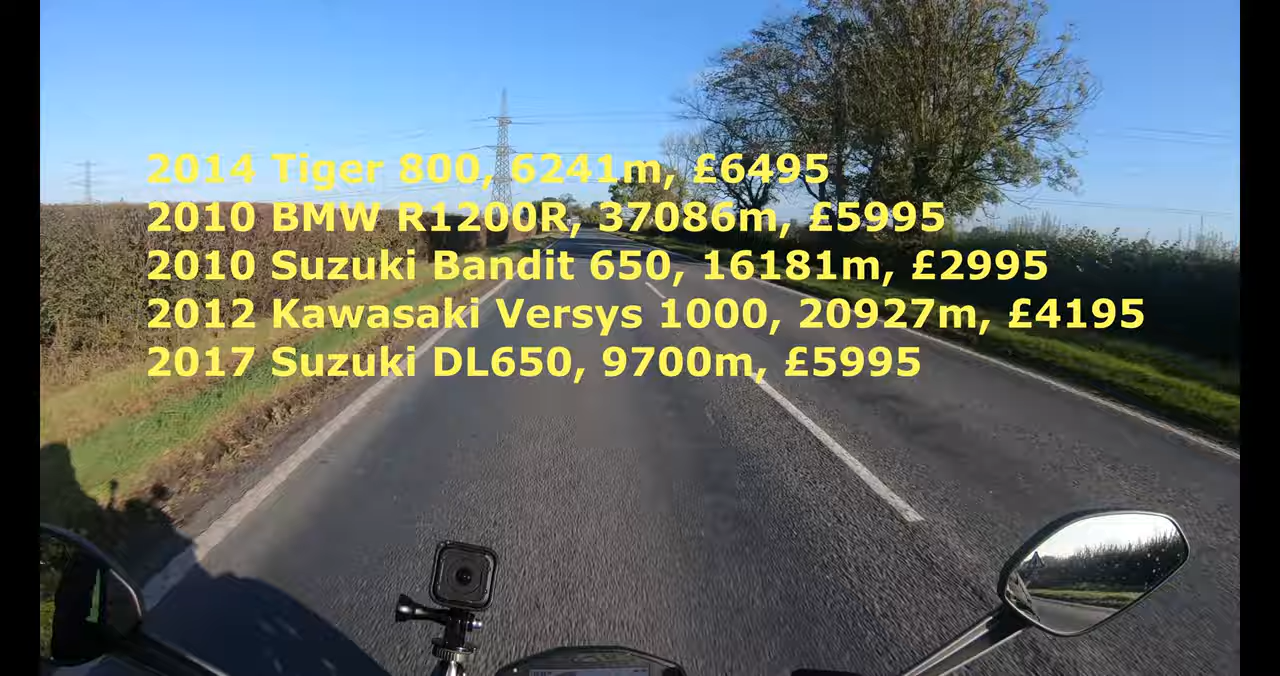 2014 Tiger 800, 6241m, £6495
2010 BMW R1200R, 37086m, £5995
2010 Suzuki Bandit 650, 16181m, £2995
2012 Kawasaki Versys 1000, 20927m, £4195
2017 Suzuki DL650, 9700m, £5995